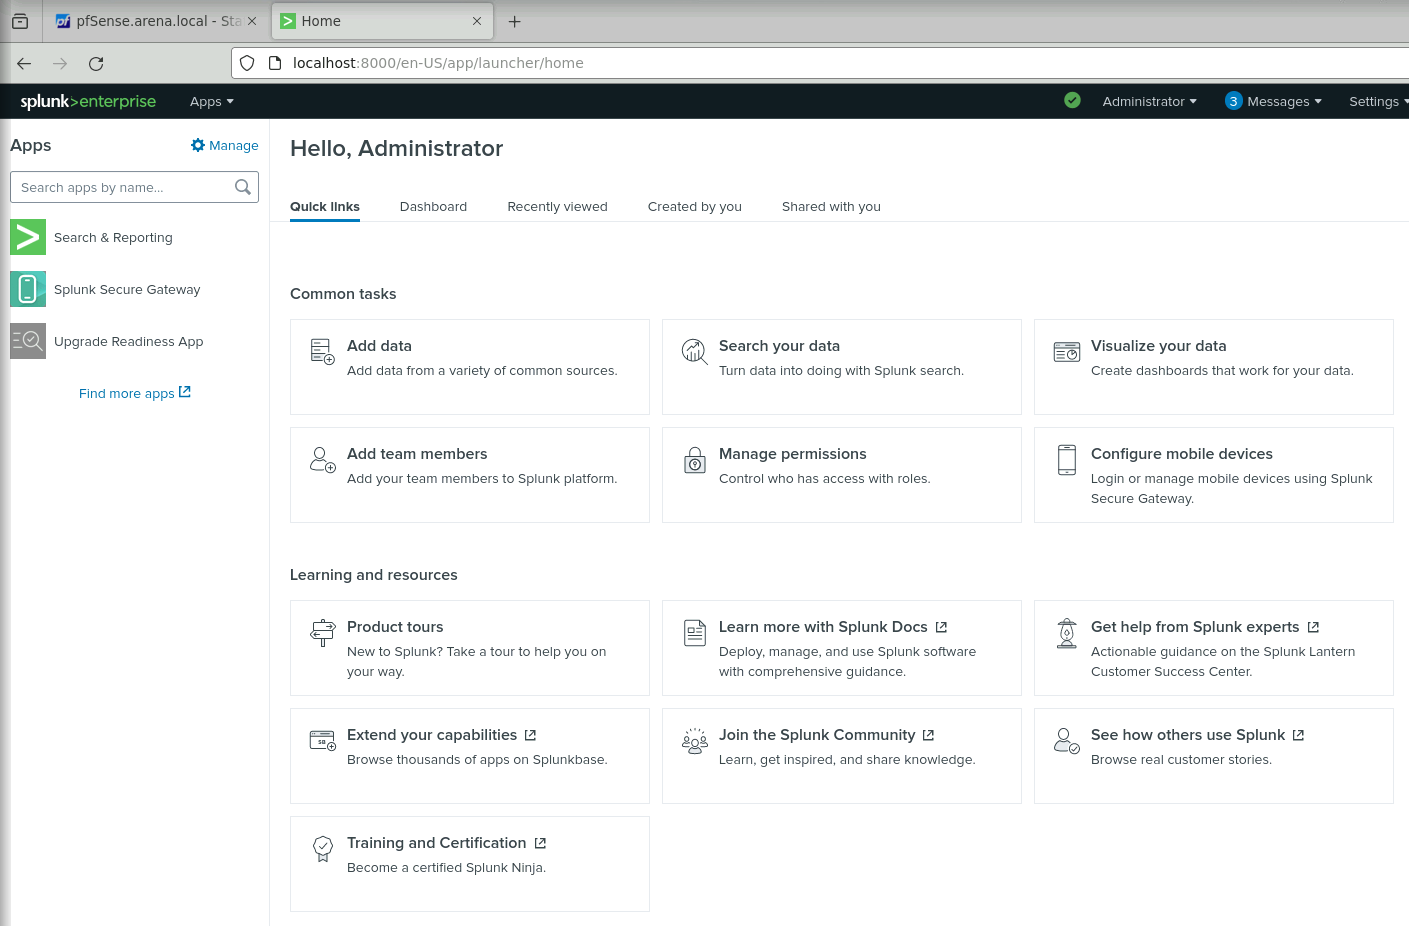 pfSense.arena.local - Sta
Home
localhost:8000/en-US/app/launcher/home
splunk>enterprise
Apps
Administrator
3
Messages
Settings
Apps
Manage
Search apps by name...
Search & Reporting
Splunk Secure Gateway
Upgrade Readiness App
Find more apps
Hello, Administrator
Quick links
Dashboard
Recently viewed
Created by you
Shared with you
Common tasks
Add data
Add data from a variety of common sources.
Search your data
Turn data into doing with Splunk search.
Visualize your data
Create dashboards that work for your data.
Add team members
Add your team members to Splunk platform.
Manage permissions
Control who has access with roles.
Configure mobile devices
Login or manage mobile devices using Splunk
Secure Gateway.
Learning and resources
Product tours
New to Splunk? Take a tour to help you on
your way.
Learn more with Splunk Docs
Deploy, manage, and use Splunk software
with comprehensive guidance.
Get help from Splunk experts
Actionable guidance on the Splunk Lantern
Customer Success Center.
Extend your capabilities
Browse thousands of apps on Splunkbase.
Join the Splunk Community
Learn, get inspired, and share knowledge.
See how others use Splunk
Browse real customer stories.
Training and Certification
Become a certified Splunk Ninja.